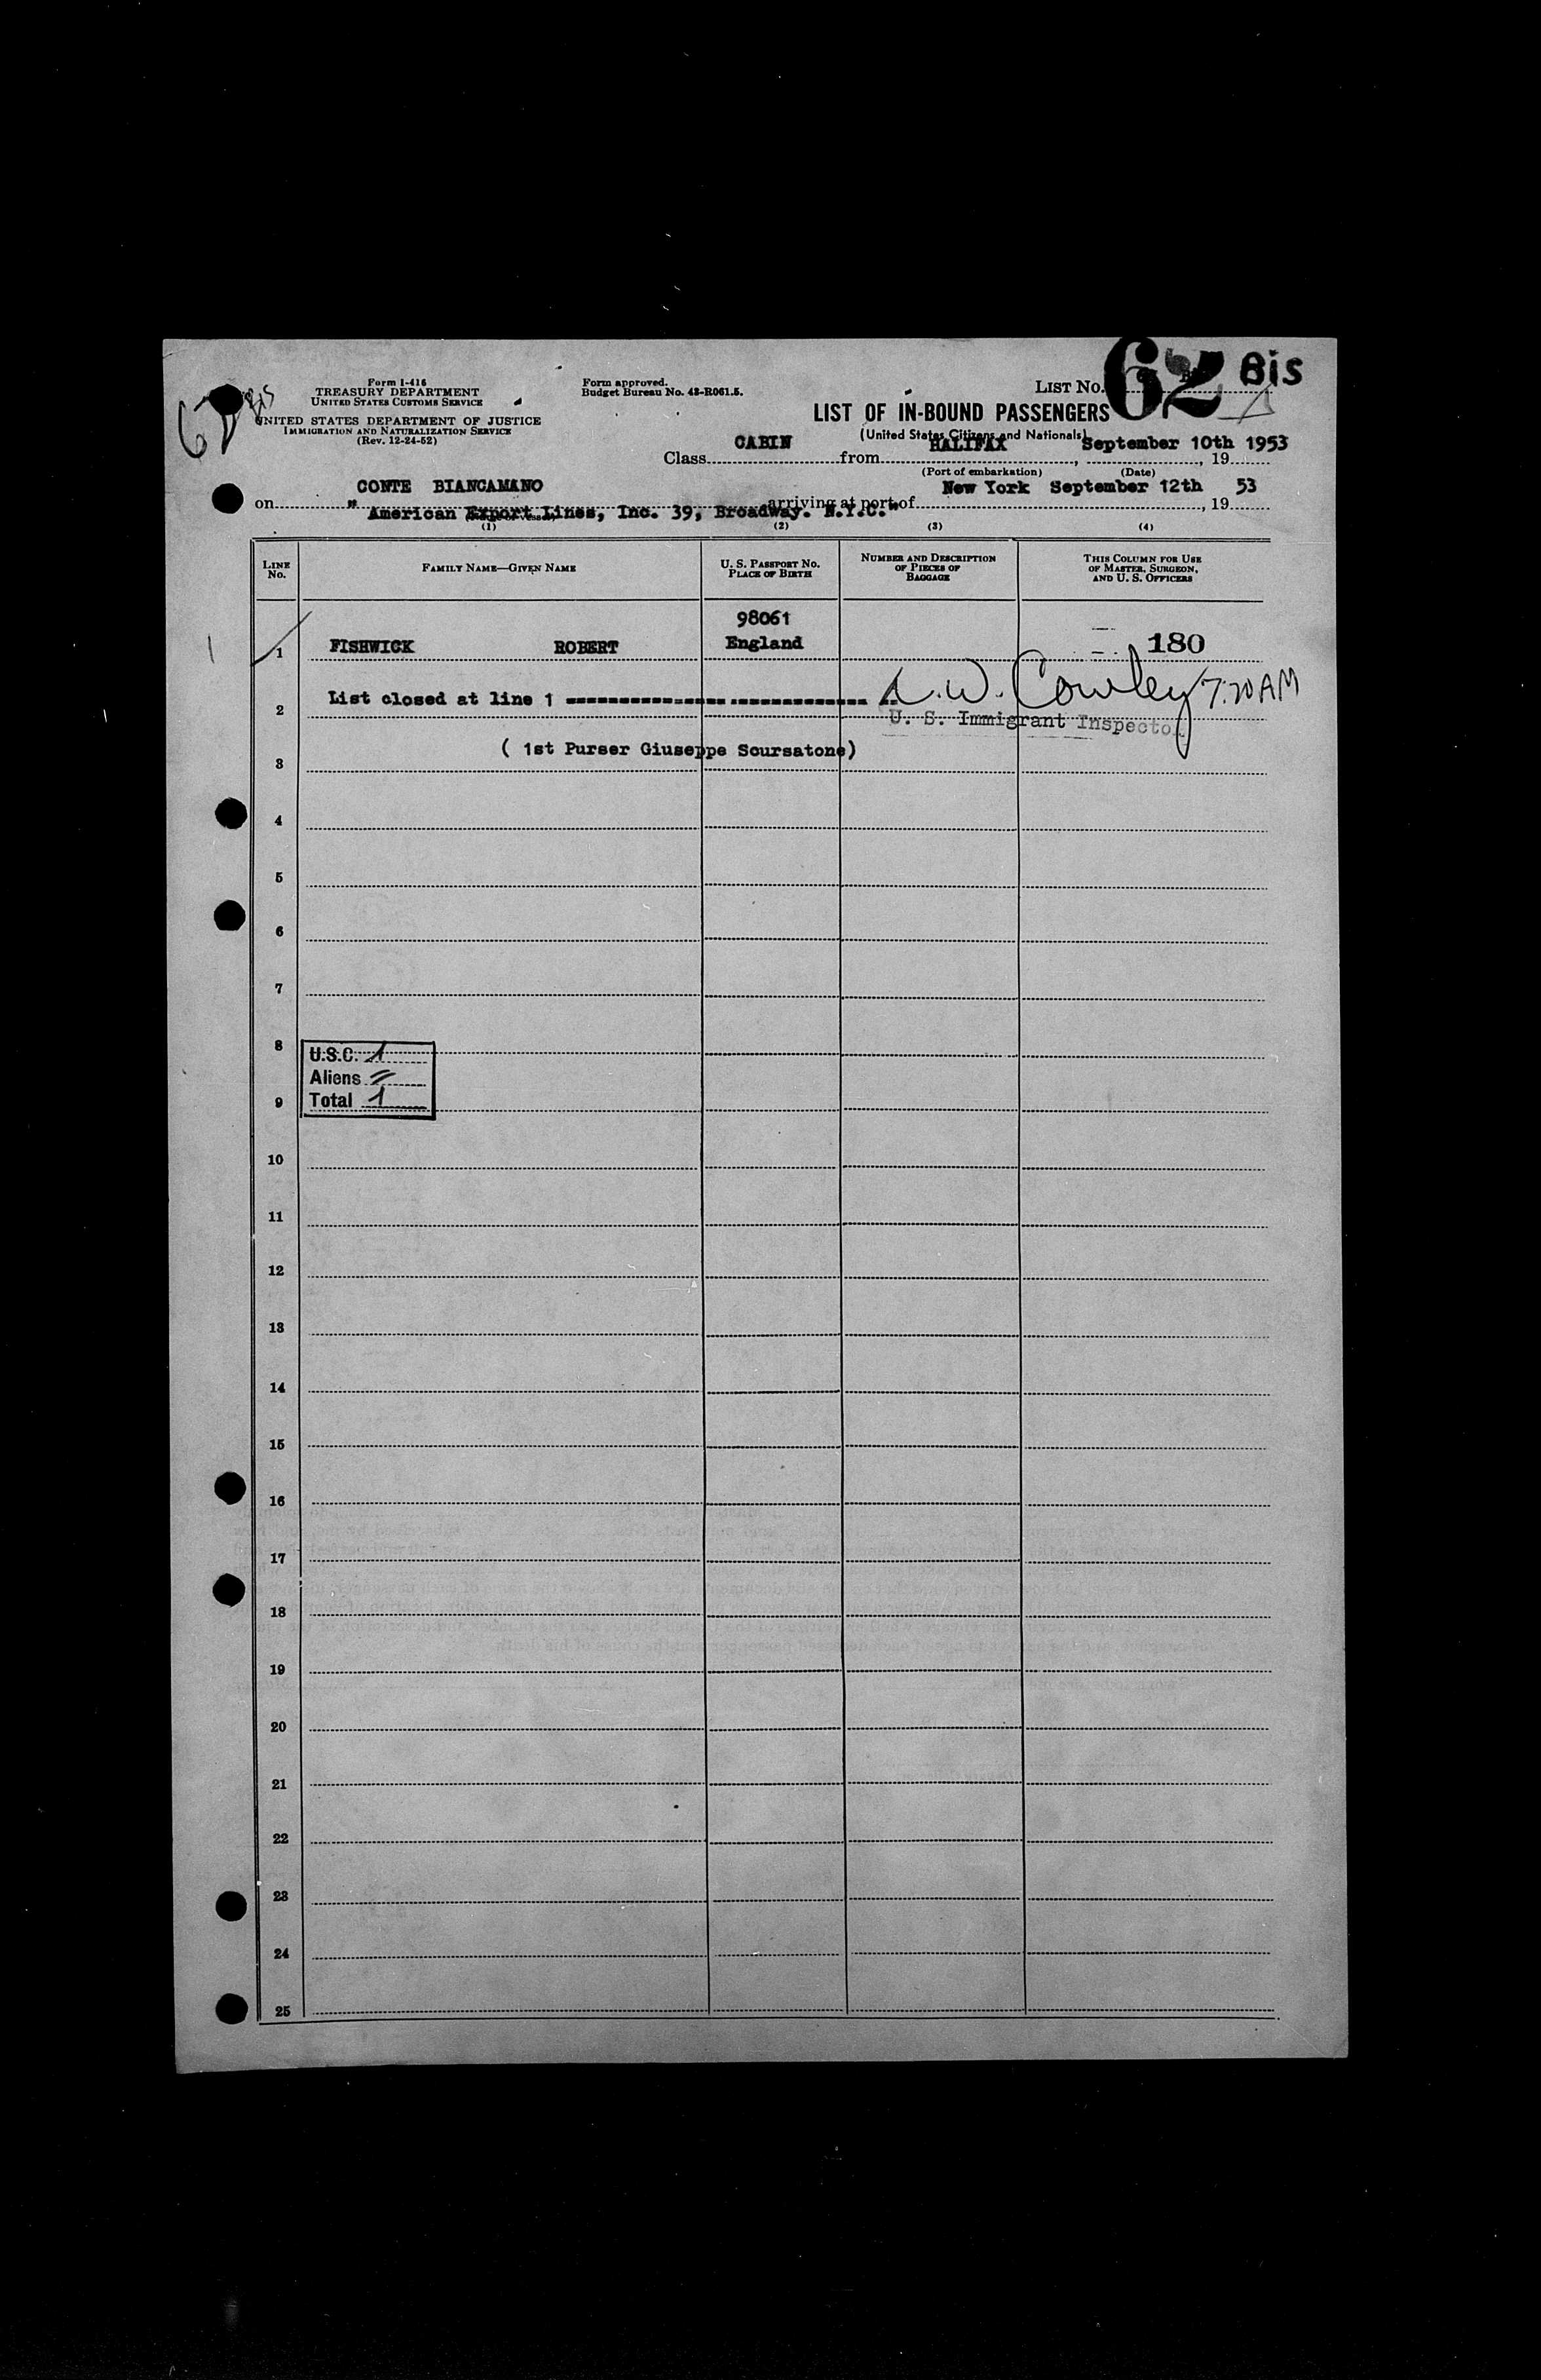 62 Bis
Form I-416
TREASURY DEPARTMENT
UNITED STATES CUSTOMS SERVICE
UNITED STATES DEPARTMENT OF JUSTICE
IMMIGRATION AND NATURALIZATION SERVICE
(Rev. 12-24-52)
Form approved.
Budget Bureau No. 43-R061.5.
LIST No.
LIST OF IN-BOUND PASSENGERS
(United States Citizens and Nationals)
Class CABIN from HALIFAX, September 10th 1953, 19
(Port of embarkation) (Date)
on CONTE BIANCAMANO arriving at port of New York September 12th, 19 53
" American Export Lines, Inc. 39, Broadway. N.Y.C."
(1) (2) (3) (4)
LINE No. FAMILY NAME—GIVEN NAME U. S. PASSPORT No. PLACE OF BIRTH NUMBER AND DESCRIPTION OF PIECES OF BAGGAGE THIS COLUMN FOR USE OF MASTER, SURGEON, AND U. S. OFFICERS
98061
1 FISHWICK ROBERT England 180
2 List closed at line 1 ----------------------------- W. Cowley 7:20 AM
U. S. Immigrant Inspector
3 ( 1st Purser Giuseppe Scursatone)
4
5
6
7
8
U.S.C. 1
Aliens =
9
Total 1
10
11
12
13
14
15
16
17
18
19
20
21
22
23
24
25